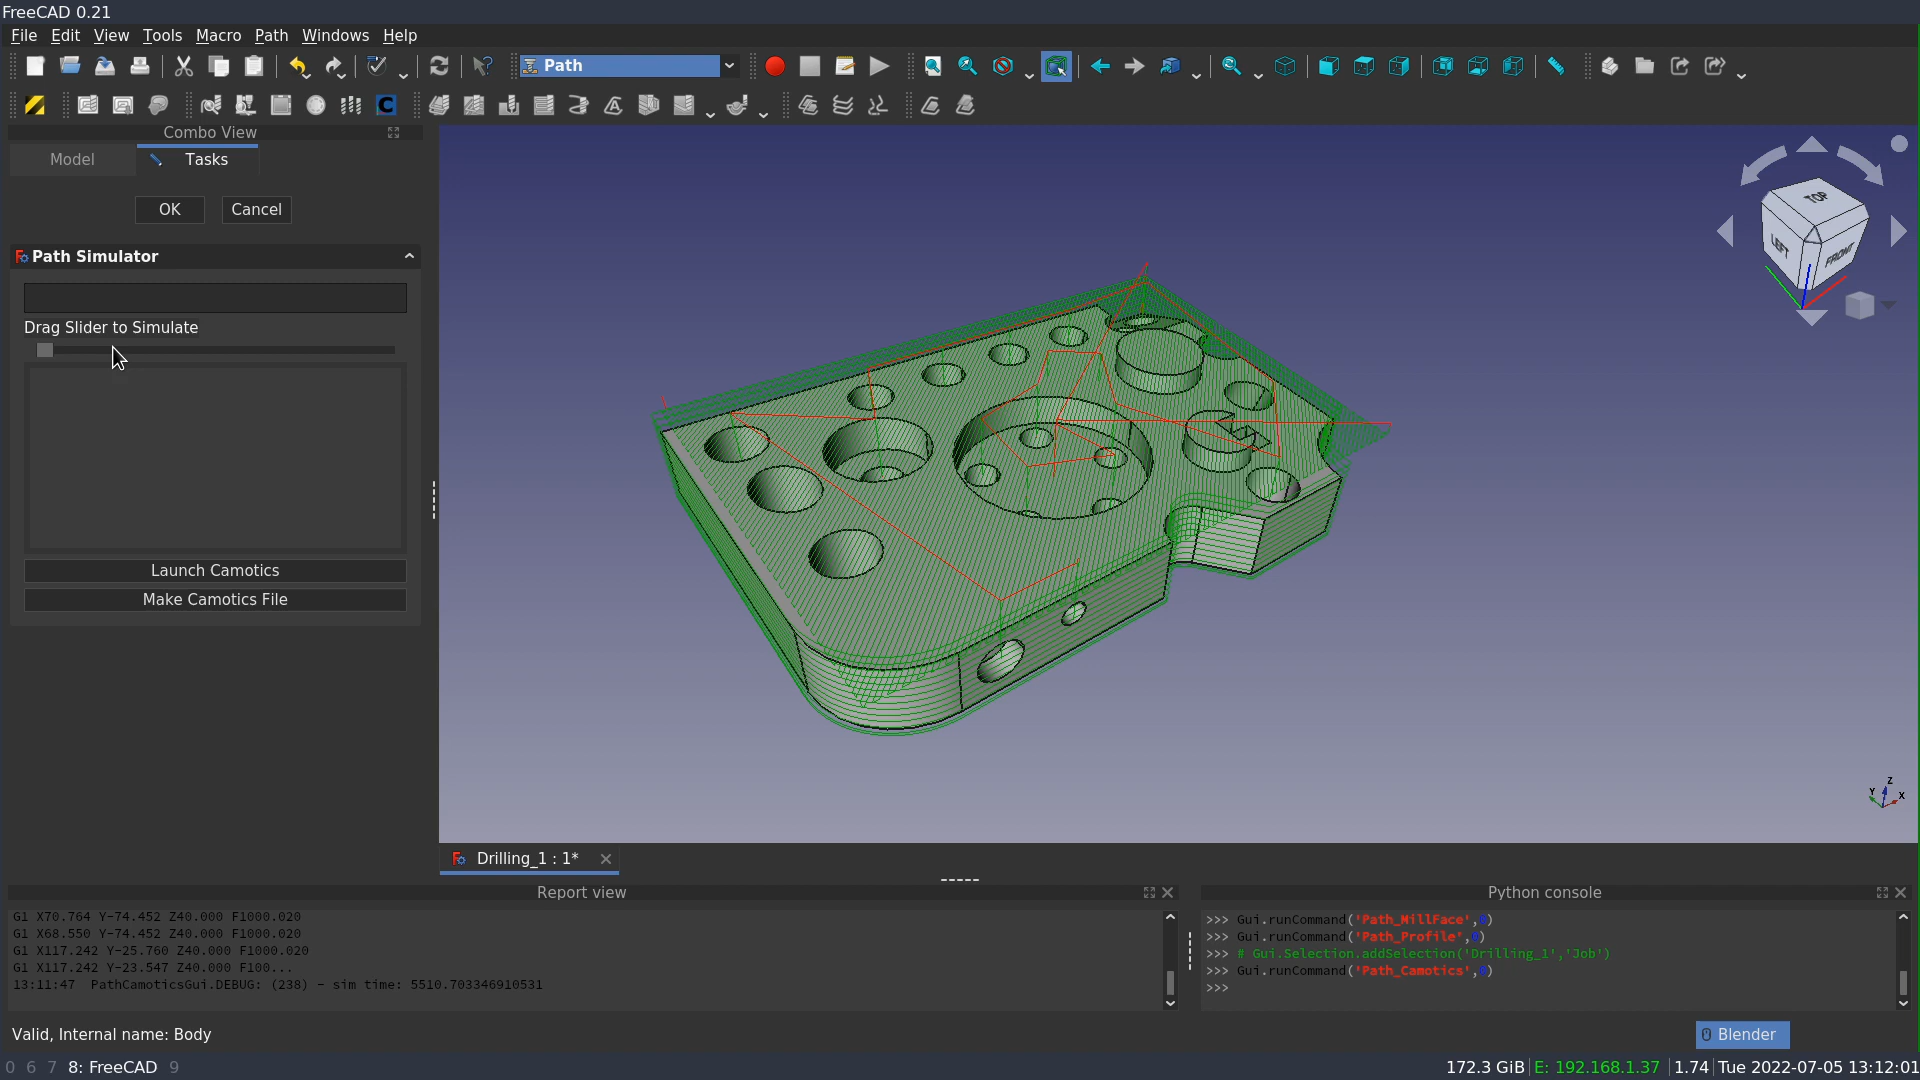 FreeCAD 0.21
File Edit View Tools Macro Path Windows Help
Path
Combo View
Model Tasks
OK Cancel
Path Simulator
Drag Slider to Simulate
Launch Camotics
Make Camotics File
TOP
LEFT FRONT
Z
Y X
Drilling_1 : 1*
Report view
G1 X70.764 Y-74.452 Z40.000 F1000.020
G1 X68.550 Y-74.452 Z40.000 F1000.020
G1 X117.242 Y-25.760 Z40.000 F1000.020
G1 X117.242 Y-23.547 Z40.000 F100...
13:11:47 PathCamoticsGui.DEBUG: (238) - sim time: 5510.703346910531
Python console
>>> Gui.runCommand('Path_MillFace',0)
>>> Gui.runCommand('Path_Profile',0)
>>> # Gui.Selection.addSelection('Drilling_1','Job')
>>> Gui.runCommand('Path_Camotics',0)
>>>
Valid, Internal name: Body
Blender
0 6 7 8: FreeCAD 9
172.3 GiB E: 192.168.1.37 1.74 Tue 2022-07-05 13:12:01